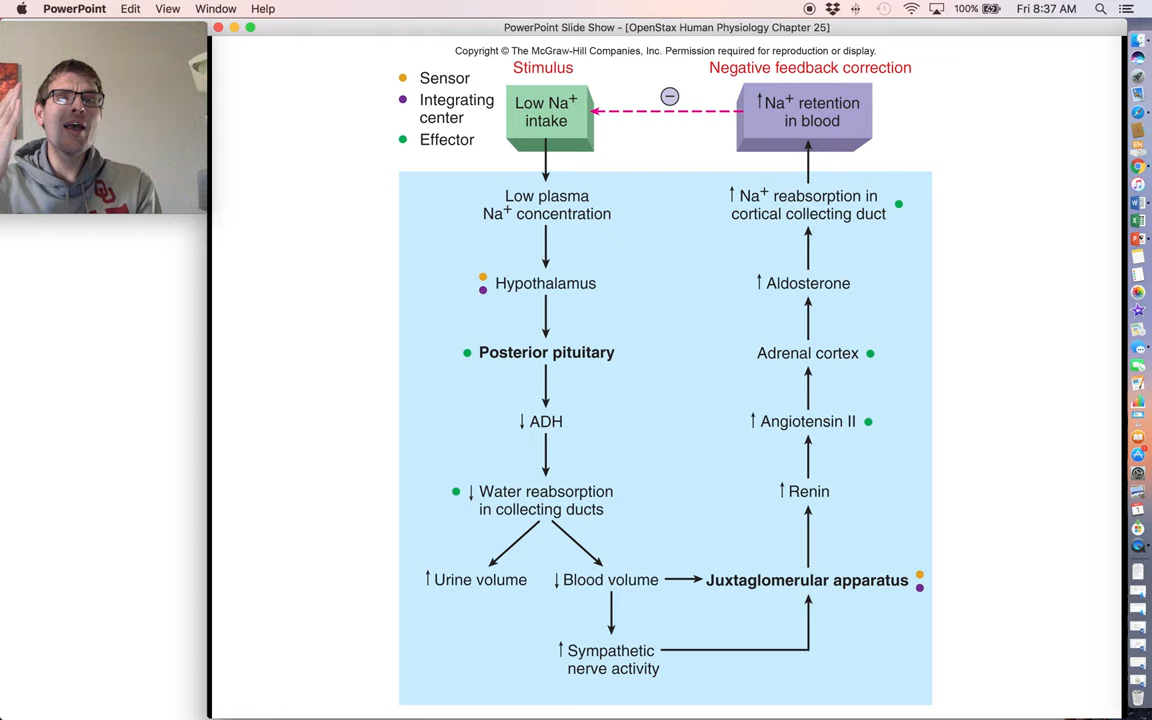 PowerPoint Edit View Window Help
100% Fri 8:37 AM
PowerPoint Slide Show - [OpenStax Human Physiology Chapter 25]
Copyright © The McGraw-Hill Companies, Inc. Permission required for reproduction or display.
Stimulus
Negative feedback correction
Sensor
Integrating
center
Effector
Low Na+
intake
−
↑Na+ retention
in blood
Low plasma
Na+ concentration
Hypothalamus
Posterior pituitary
↓ADH
↓Water reabsorption
in collecting ducts
↑Urine volume
↓Blood volume
↑Sympathetic
nerve activity
Juxtaglomerular apparatus
↑Renin
↑Angiotensin II
Adrenal cortex
↑Aldosterone
↑Na+ reabsorption in
cortical collecting duct
OU